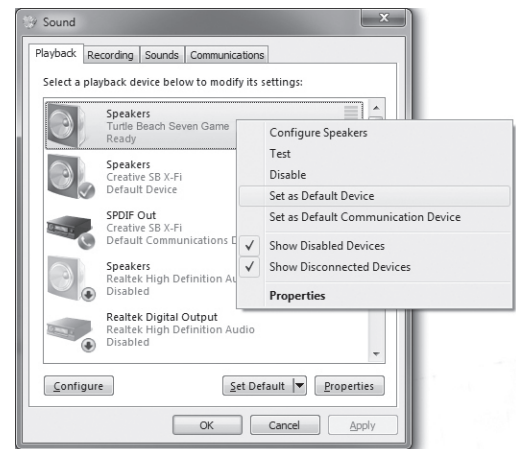 Sound
Playback Recording Sounds Communications
Select a playback device below to modify its settings:
Speakers
Turtle Beach Seven Game
Ready
Speakers
Creative SB X-Fi
Default Device
SPDIF Out
Creative SB X-Fi
Default Communications D
Speakers
Realtek High Definition Au
Disabled
Realtek Digital Output
Realtek High Definition Audio
Disabled
Configure Speakers
Test
Disable
Set as Default Device
Set as Default Communication Device
Show Disabled Devices
Show Disconnected Devices
Properties
Configure Set Default Properties
OK Cancel Apply